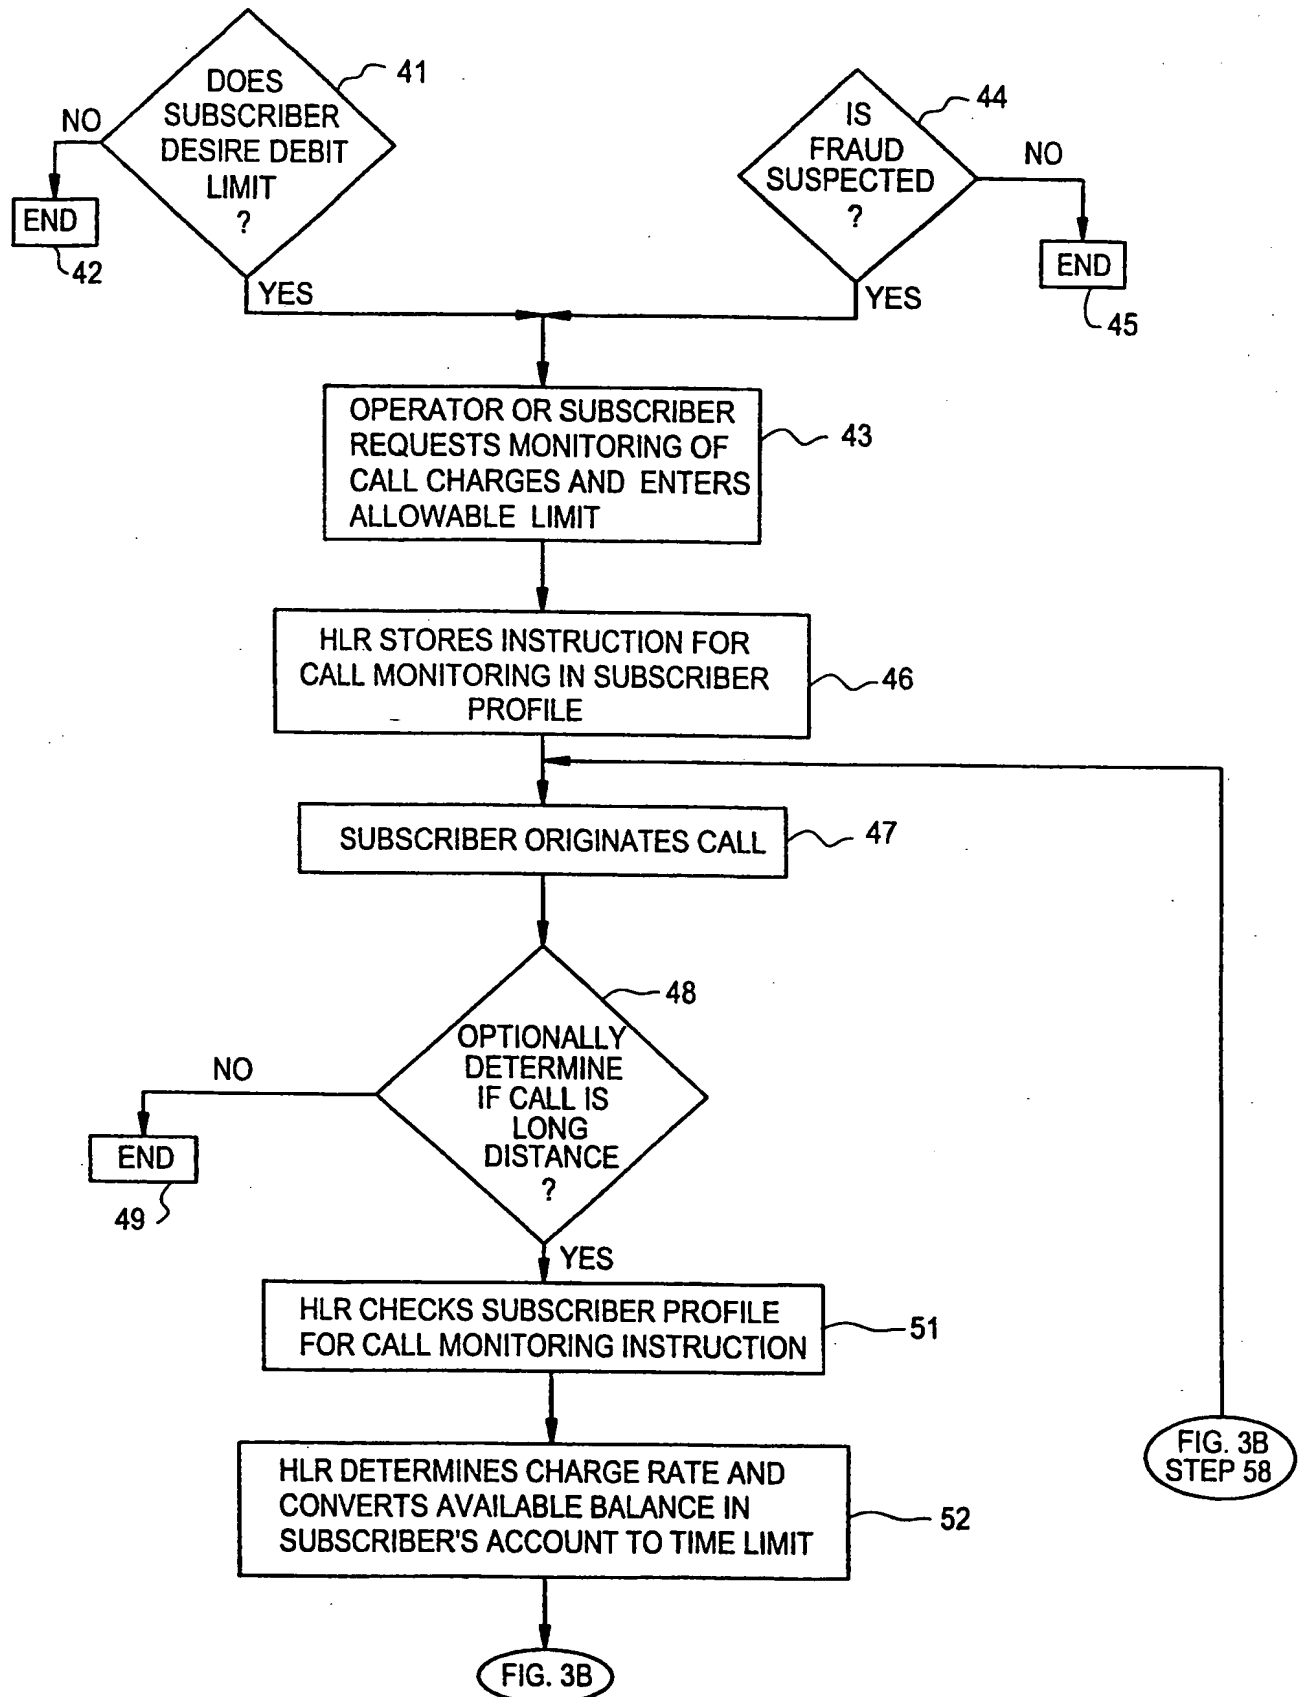 DOES
SUBSCRIBER
DESIRE DEBIT
LIMIT
?
41
NO
END
42
YES
IS
FRAUD
SUSPECTED
?
44
NO
END
45
YES
OPERATOR OR SUBSCRIBER
REQUESTS MONITORING OF
CALL CHARGES AND ENTERS
ALLOWABLE LIMIT
43
HLR STORES INSTRUCTION FOR
CALL MONITORING IN SUBSCRIBER
PROFILE
46
SUBSCRIBER ORIGINATES CALL
47
OPTIONALLY
DETERMINE
IF CALL IS
LONG
DISTANCE
?
48
NO
END
49
YES
HLR CHECKS SUBSCRIBER PROFILE
FOR CALL MONITORING INSTRUCTION
51
HLR DETERMINES CHARGE RATE AND
CONVERTS AVAILABLE BALANCE IN
SUBSCRIBER'S ACCOUNT TO TIME LIMIT
52
FIG. 3B
STEP 58
FIG. 3B